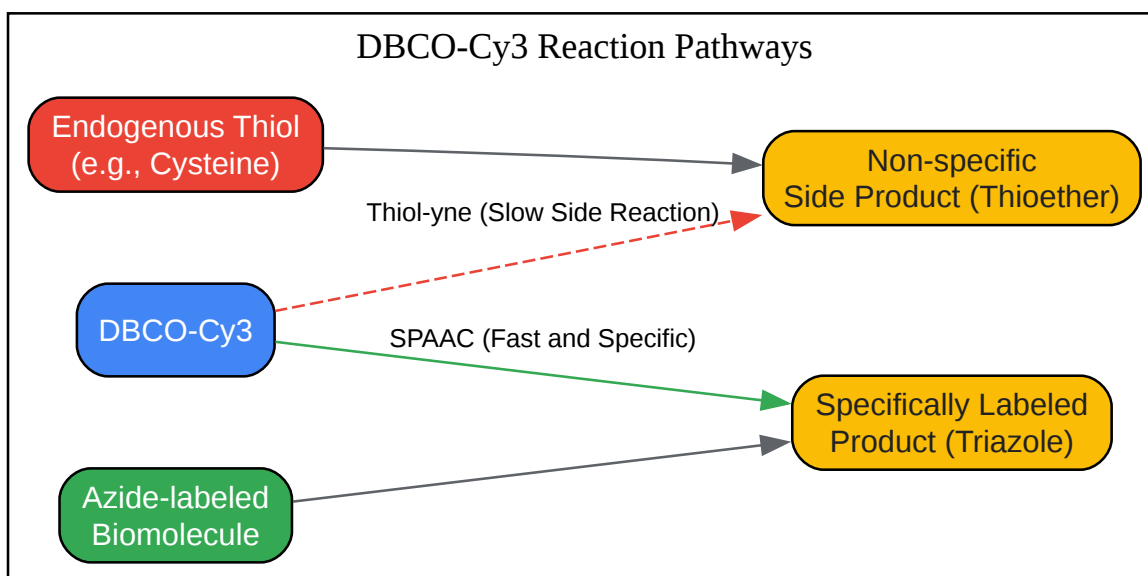 DBCO-Cy3 Reaction Pathways
Endogenous Thiol
(e.g., Cysteine)
Non-specific
Side Product (Thioether)
Thiol-yne (Slow Side Reaction)
DBCO-Cy3
SPAAC (Fast and Specific)
Specifically Labeled
Product (Triazole)
Azide-labeled
Biomolecule